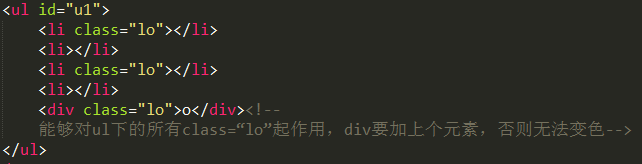 <ul id="u1">
    <li class="lo"></li>
    <li></li>
    <li class="lo"></li>
    <li></li>
    <div class="lo">o</div><!--
    能够对ul下的所有class=“lo”起作用，div要加上个元素，否则无法变色-->
</ul>